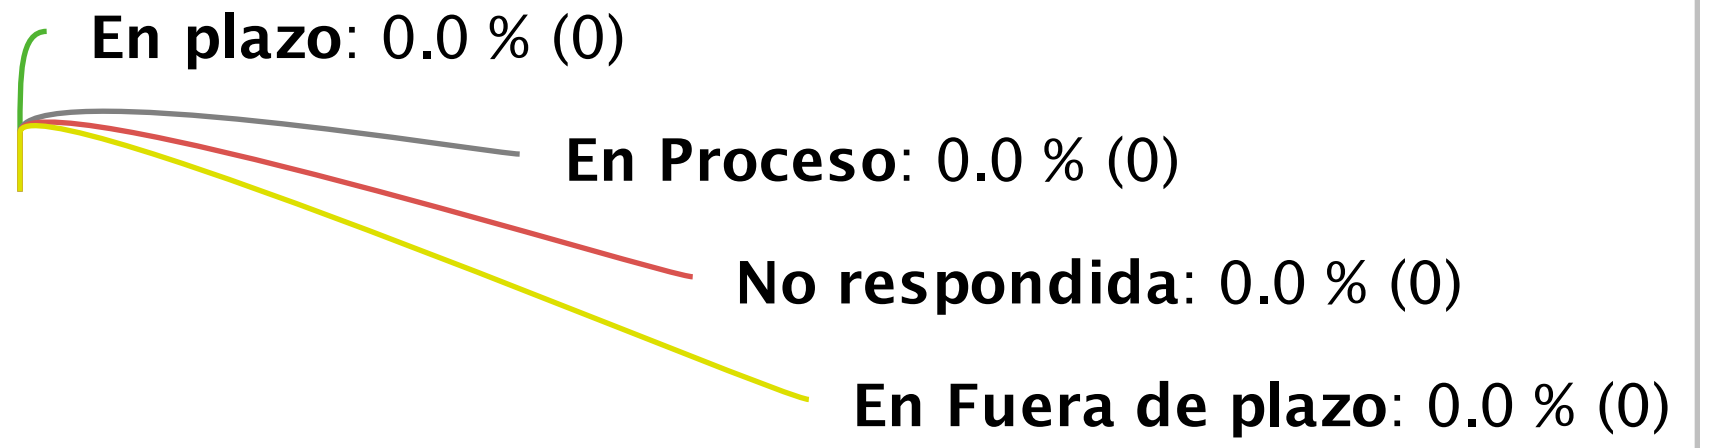 En plazo: 0.0 % (0)
En Proceso: 0.0 % (0)
No respondida: 0.0 % (0)
En Fuera de plazo: 0.0 % (0)